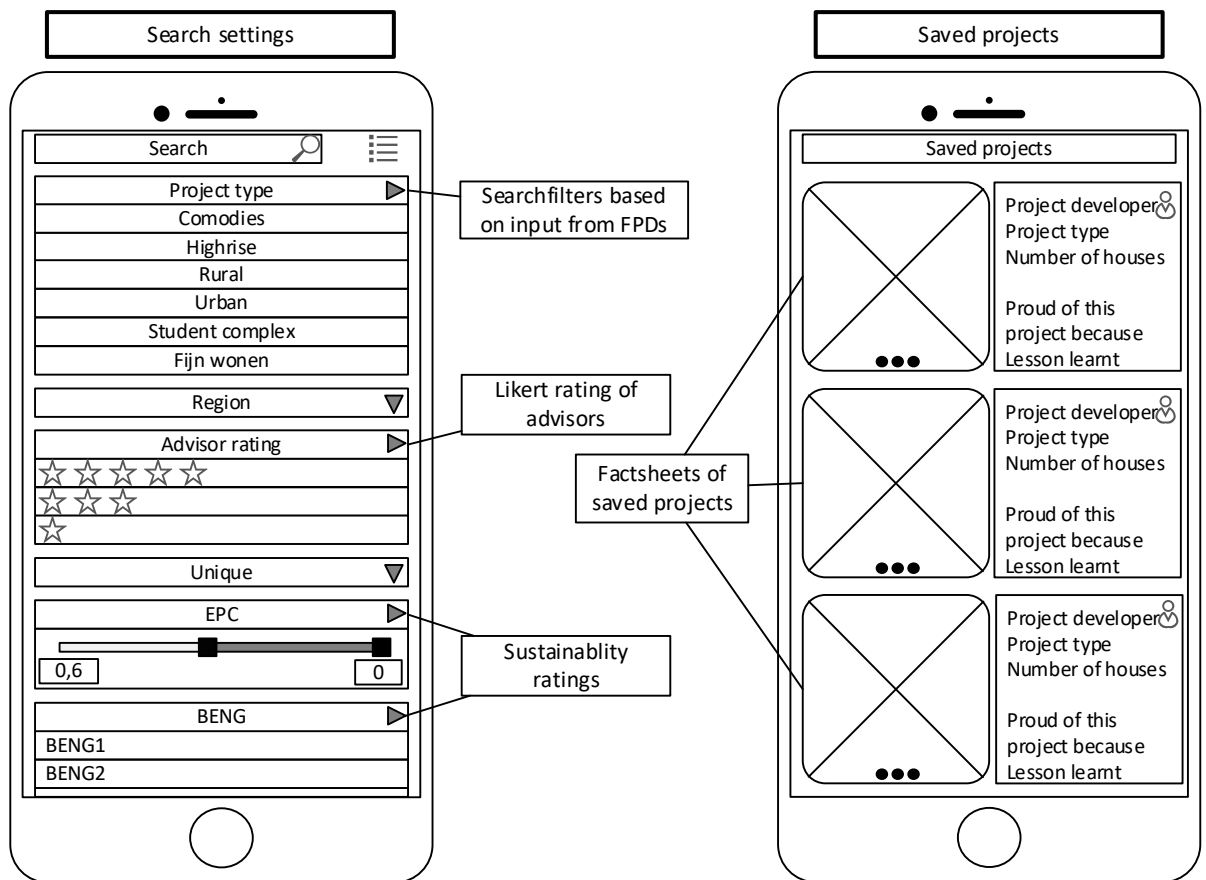 Search settings
Search
Project type
Comodies
Highrise
Rural
Urban
Student complex
Fijn wonen
Region
Advisor rating
Unique
EPC
0,6
0
BENG
BENG1
BENG2
Searchfilters based
on input from FPDs
Likert rating of
advisors
Factsheets of
saved projects
Sustainablity
ratings
Saved projects
Saved projects
Project developer
Project type
Number of houses
Proud of this
project because
Lesson learnt
Project developer
Project type
Number of houses
Proud of this
project because
Lesson learnt
Project developer
Project type
Number of houses
Proud of this
project because
Lesson learnt